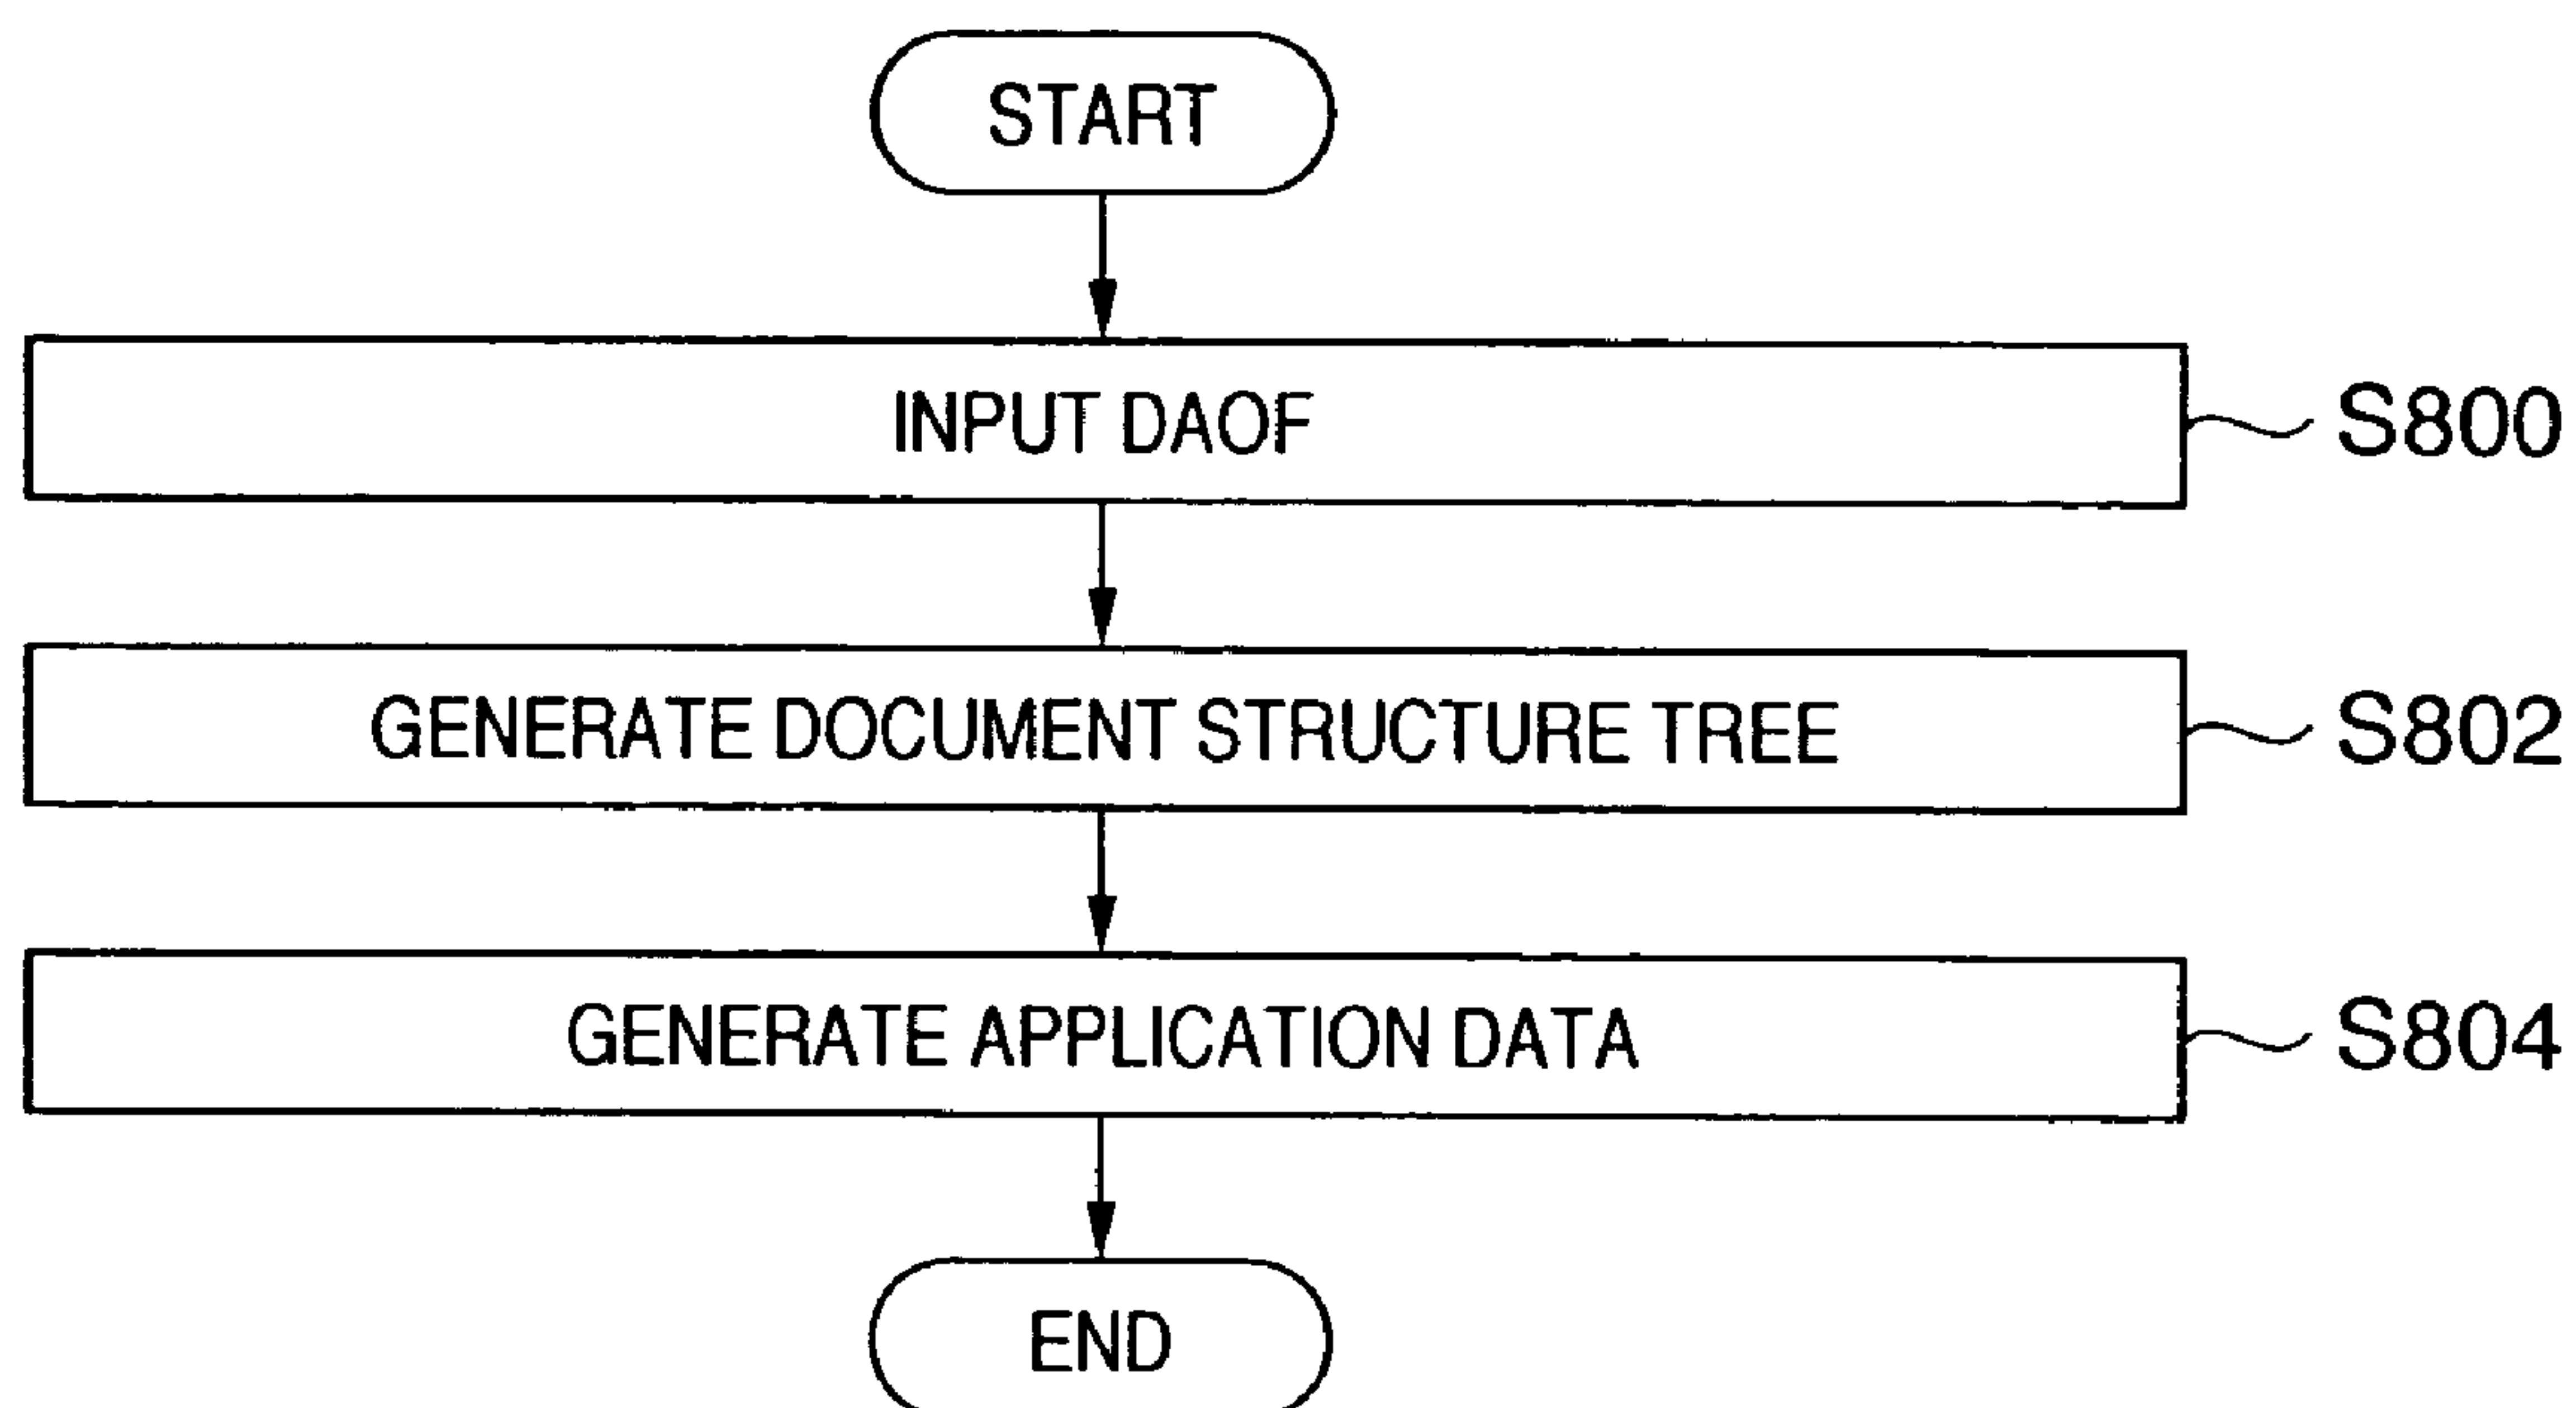 START
INPUT DAOF
S800
GENERATE DOCUMENT STRUCTURE TREE
S802
GENERATE APPLICATION DATA
S804
END